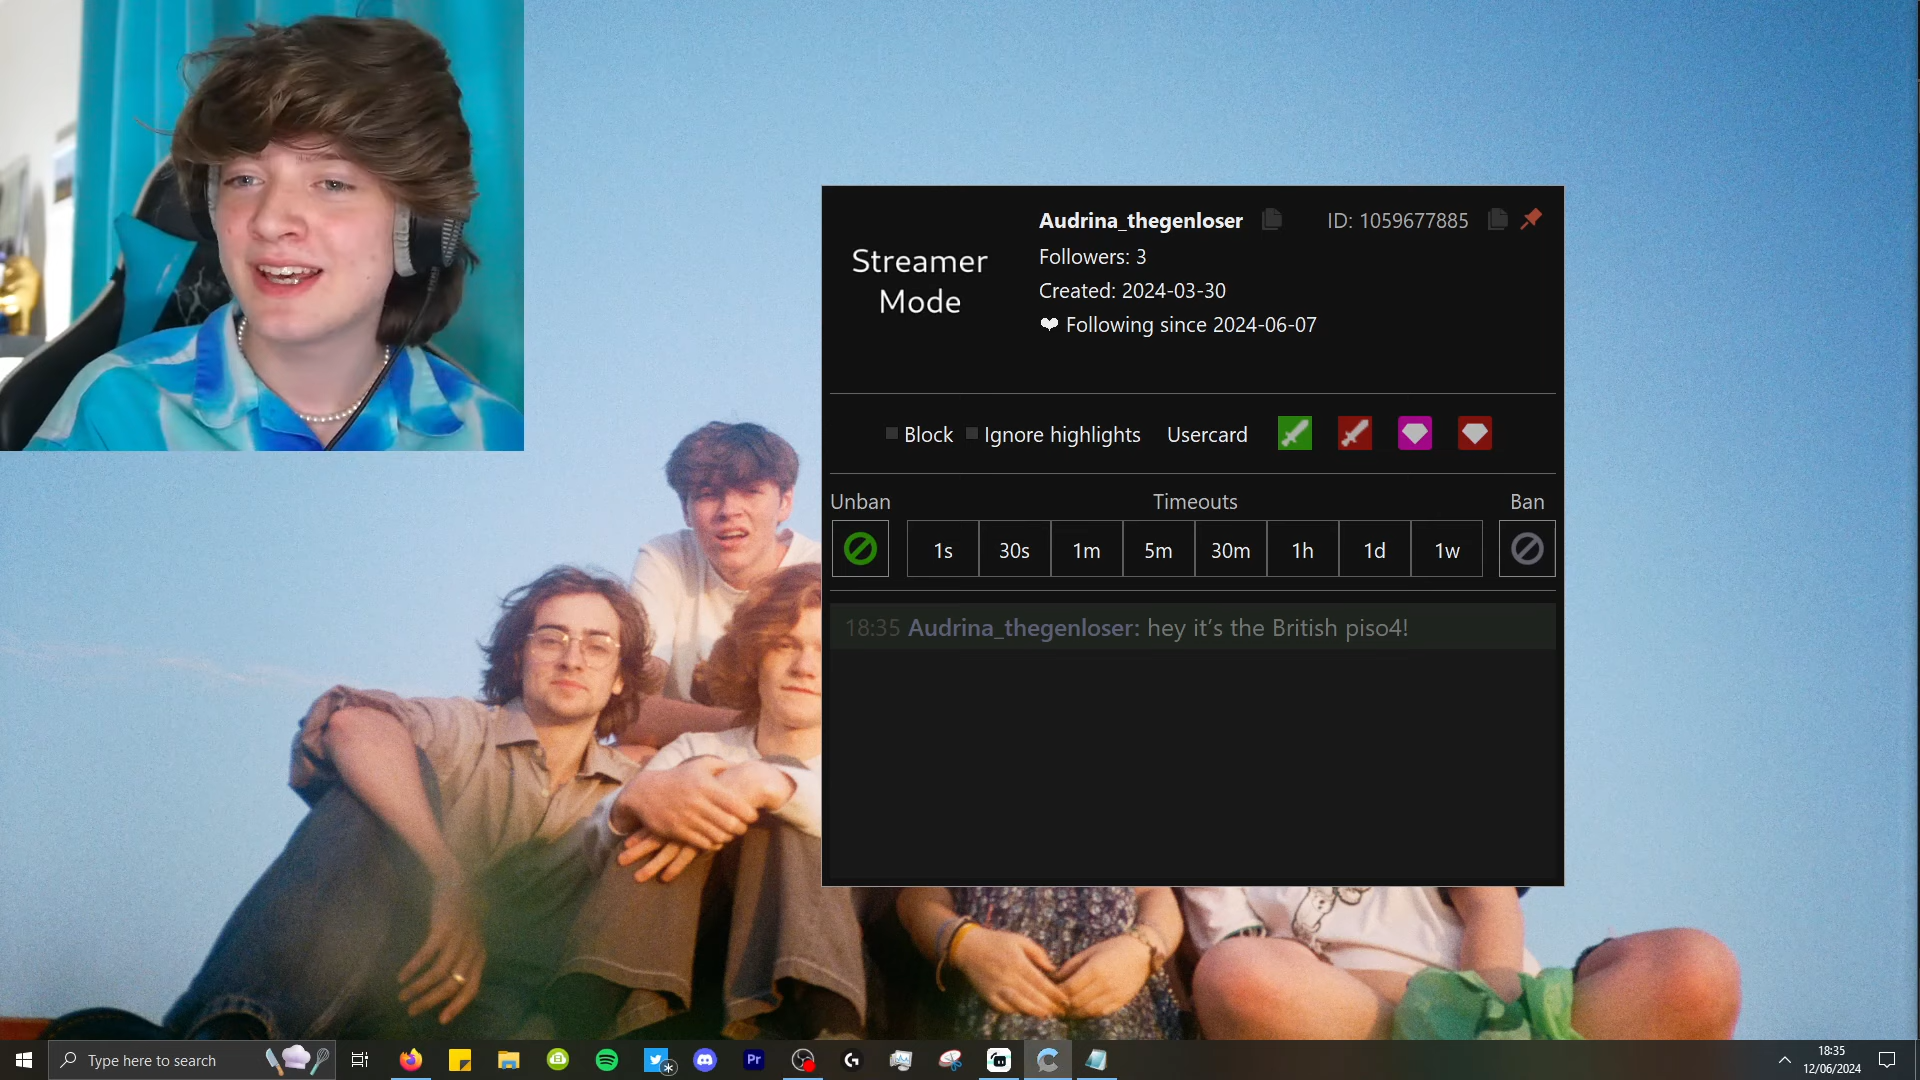 Streamer
Mode
Audrina_thegenloser
ID: 1059677885
Followers: 3
Created: 2024-03-30
Following since 2024-06-07
Block
Ignore highlights
Usercard
Unban
Timeouts
Ban
1s
30s
1m
5m
30m
1h
1d
1w
18:35 Audrina_thegenloser: hey it’s the British piso4!
Type here to search
Pr
18:35
12/06/2024